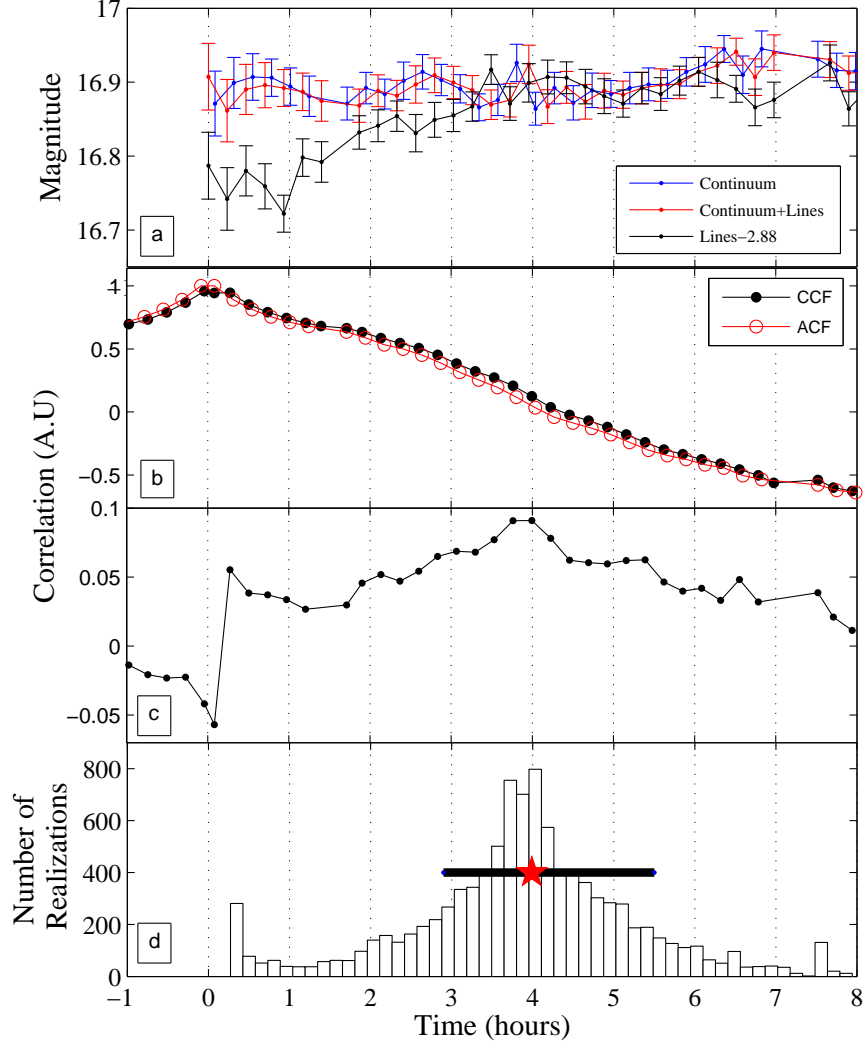 17
16.9
16.8
16.7
Magnitude
a
Continuum
Continuum+Lines
Lines−2.88
1
0.5
0
−0.5
b
CCF
ACF
Correlation (A.U)
0.1
0.05
0
−0.05
c
800
600
400
200
0
Number of
Realizations
d
−1 0 1 2 3 4 5 6 7 8
Time (hours)